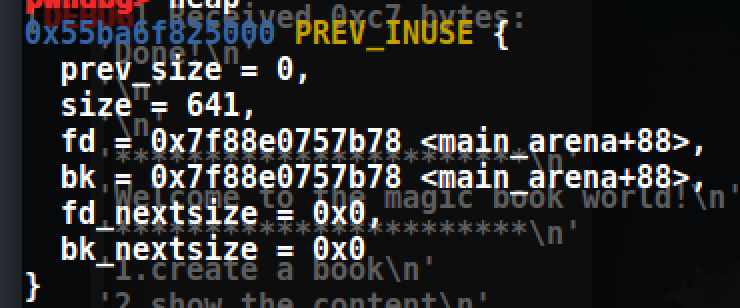 pwndbg> heap
[DEBUG] Received 0xc7 bytes:
0x55ba6f825000 PREV_INUSE {
'Done!\n'
prev_size = 0,
'\n'
size = 641,
'\n'
fd = 0x7f88e0757b78 <main_arena+88>,
bk = 0x7f88e0757b78 <main_arena+88>,
'Welcome to the magic book world!\n'
fd_nextsize = 0x0,
bk_nextsize = 0x0
'1.create a book\n'
}
'2.show the content\n'